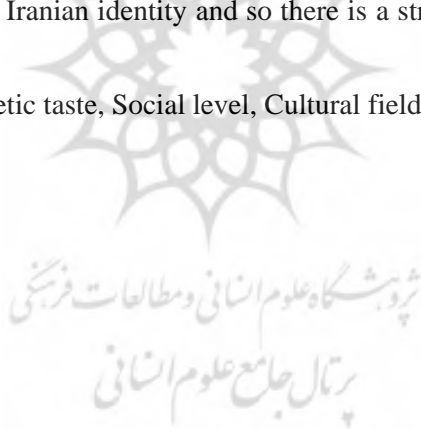 Iranian identity and so there is a str
etic taste, Social level, Cultural field
پژوهشگاه علوم انسانی و مطالعات فرهنگی
پرتال جامع علوم انسانی